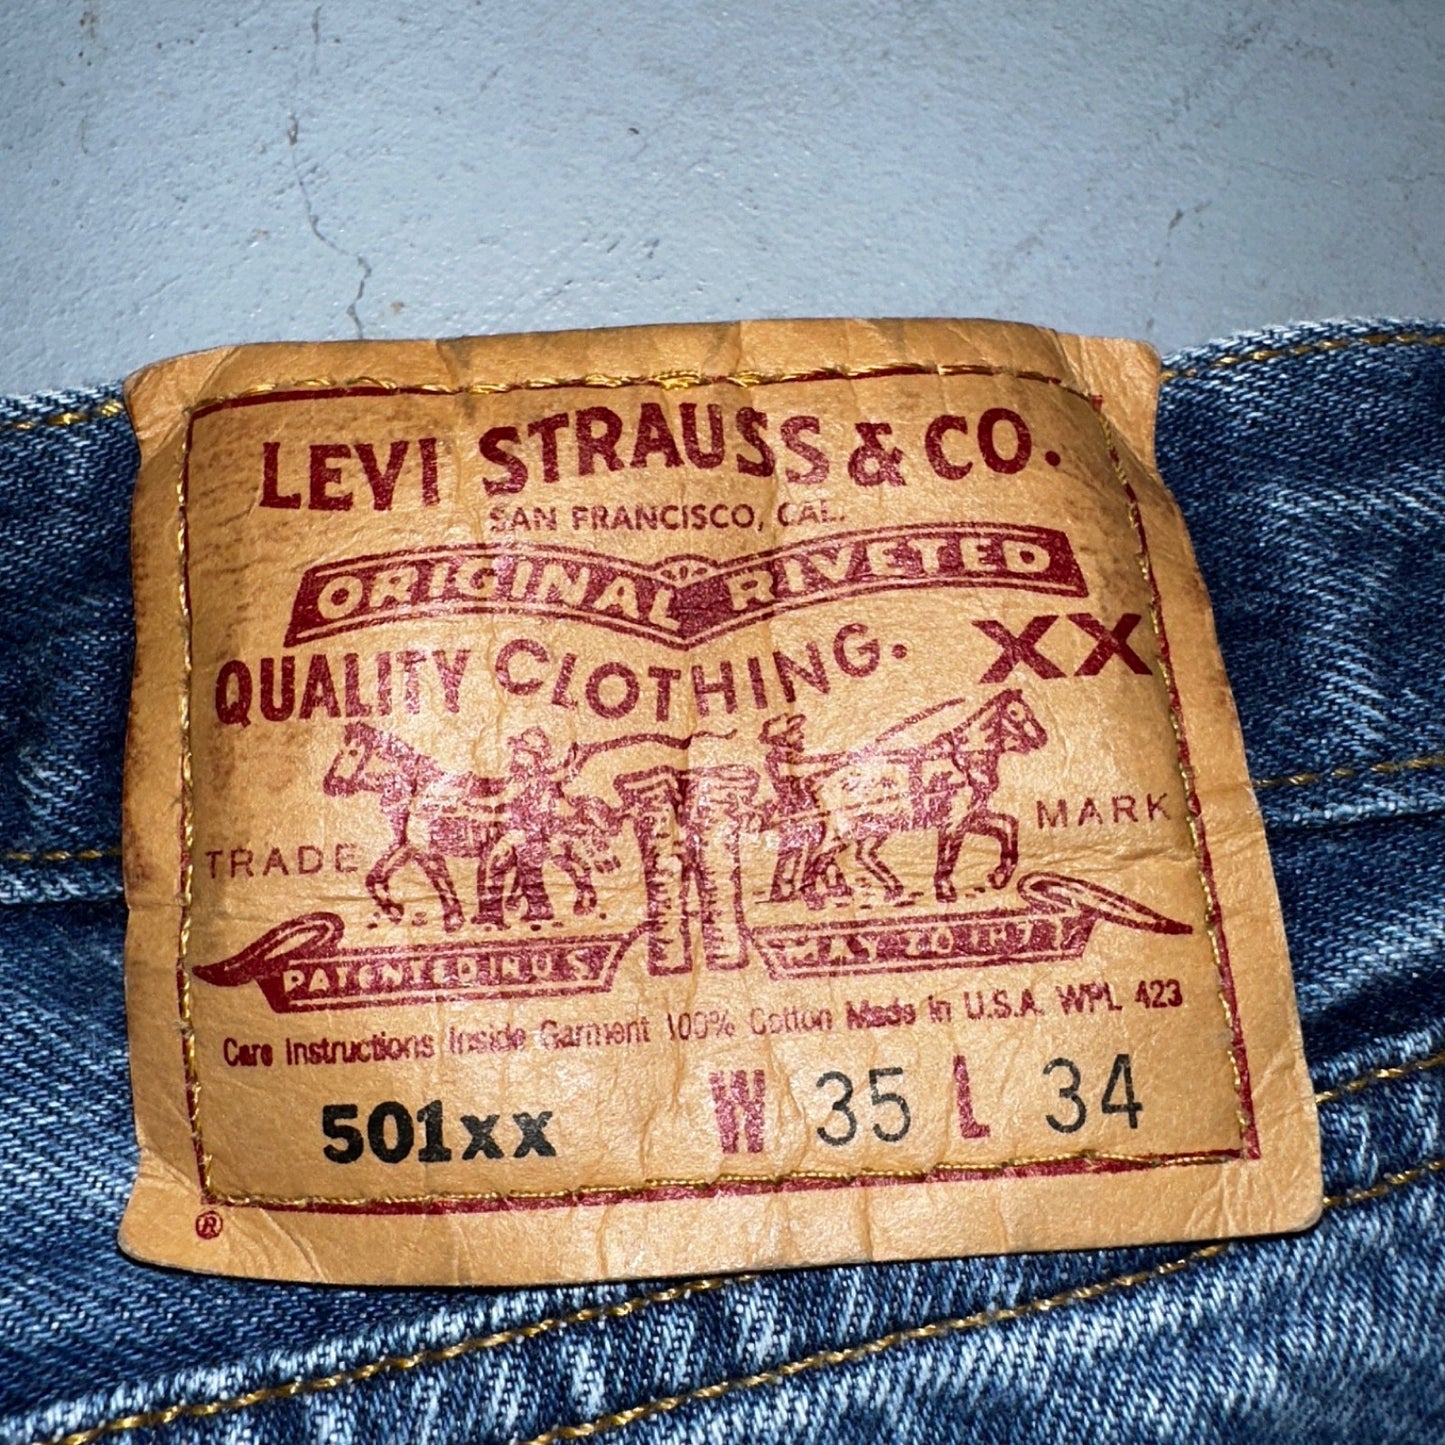 LEVI STRAUSS & CO.
SAN FRANCISCO, CAL.
ORIGINAL RIVETED
QUALITY CLOTHING. XX
TRADE MARK
PATENTED IN U S MAY 20 1873
Care Instructions Inside Garment 100% Cotton Made in U.S.A. WPL 423
501xx W 35 L 34
®